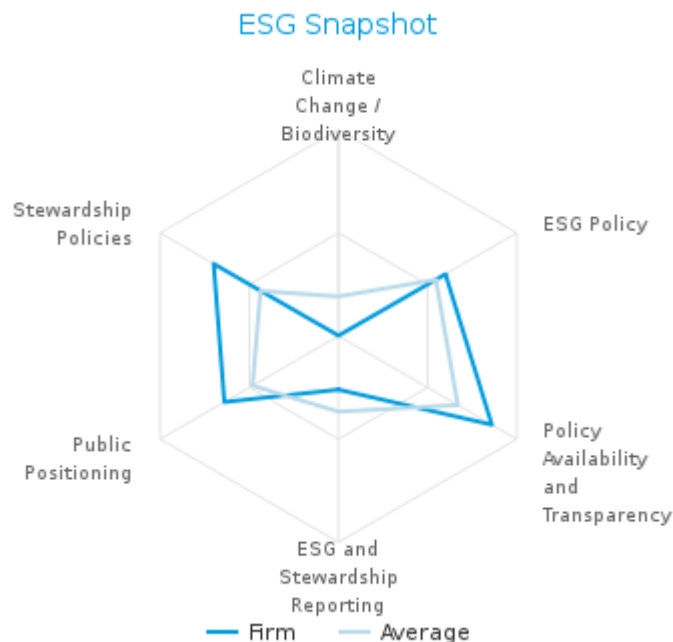 ESG Snapshot
Climate
Change /
Biodiversity
ESG Policy
Policy
Availability
and
Transparency
ESG and
Stewardship
Reporting
Public
Positioning
Stewardship
Policies
Firm
Average